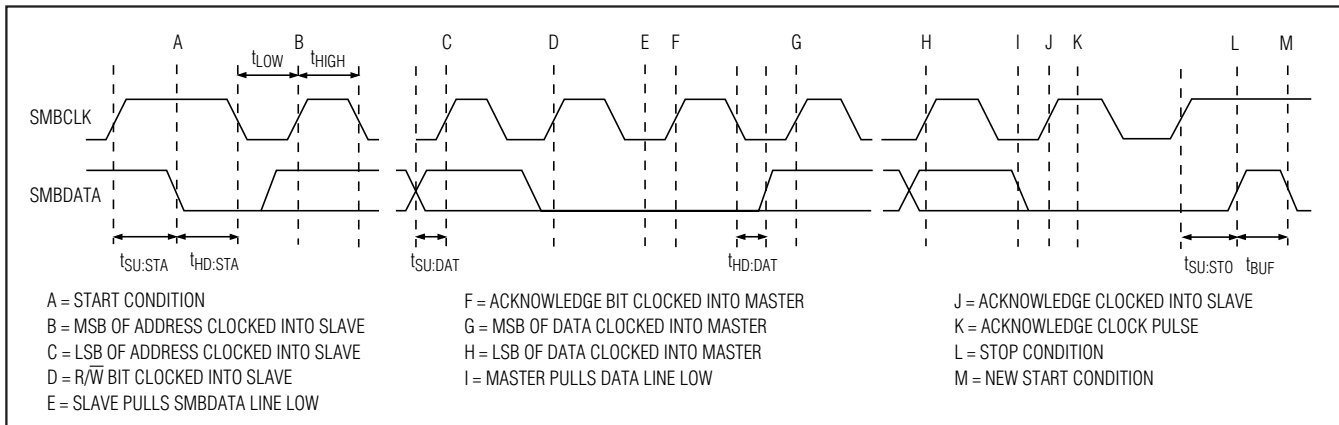 A B C D E F G H I J K L M
tLOW tHIGH
SMBCLK
SMBDATA
tSU:STA tHD:STA tSU:DAT tHD:DAT tSU:STO tBUF
A = START CONDITION
B = MSB OF ADDRESS CLOCKED INTO SLAVE
C = LSB OF ADDRESS CLOCKED INTO SLAVE
D = R/W̅ BIT CLOCKED INTO SLAVE
E = SLAVE PULLS SMBDATA LINE LOW
F = ACKNOWLEDGE BIT CLOCKED INTO MASTER
G = MSB OF DATA CLOCKED INTO MASTER
H = LSB OF DATA CLOCKED INTO MASTER
I = MASTER PULLS DATA LINE LOW
J = ACKNOWLEDGE CLOCKED INTO SLAVE
K = ACKNOWLEDGE CLOCK PULSE
L = STOP CONDITION
M = NEW START CONDITION